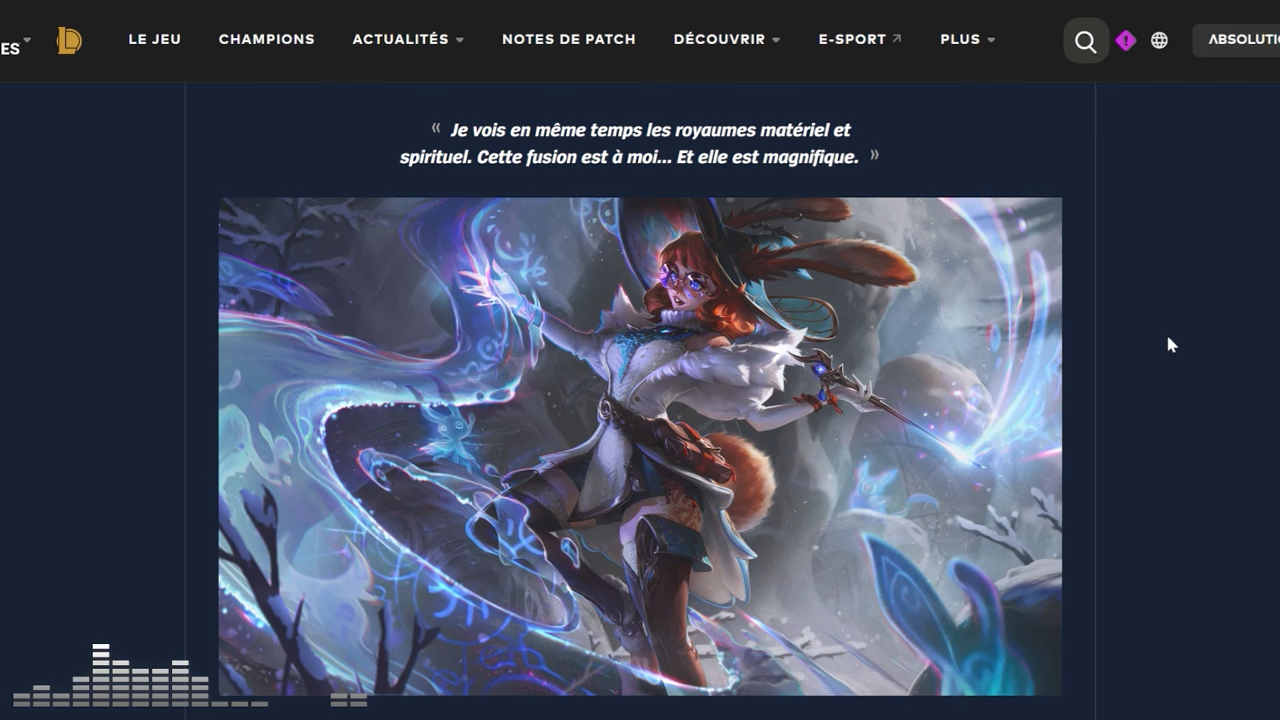 ES
LE JEU
CHAMPIONS
ACTUALITÉS
NOTES DE PATCH
DÉCOUVRIR
E-SPORT
PLUS
« Je vois en même temps les royaumes matériel et
spirituel. Cette fusion est à moi... Et elle est magnifique. »